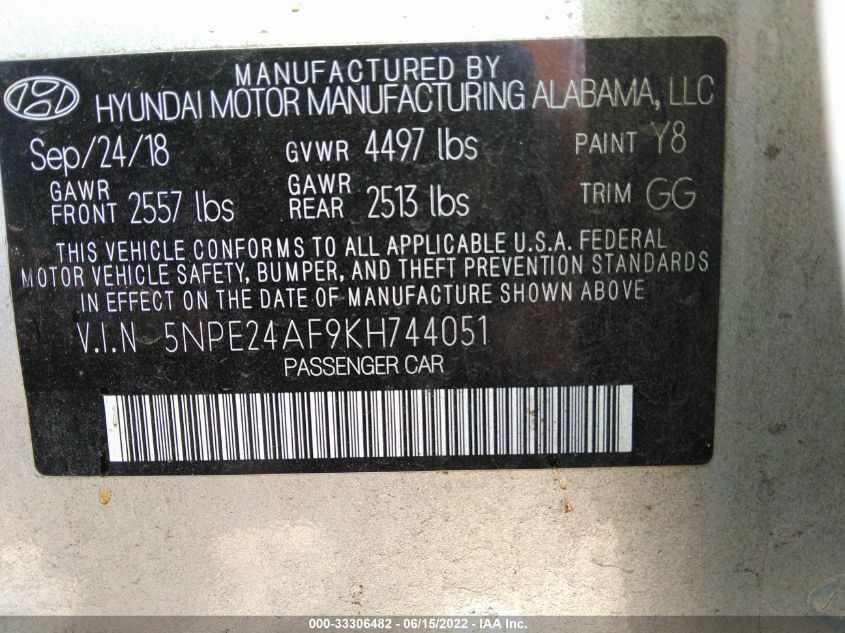 MANUFACTURED BY
HYUNDAI MOTOR MANUFACTURING ALABAMA, LLC
Sep/24/18 GVWR 4497 lbs PAINT Y8
GAWR FRONT 2557 lbs GAWR REAR 2513 lbs TRIM GG
THIS VEHICLE CONFORMS TO ALL APPLICABLE U.S.A. FEDERAL
MOTOR VEHICLE SAFETY, BUMPER, AND THEFT PREVENTION STANDARDS
IN EFFECT ON THE DATE OF MANUFACTURE SHOWN ABOVE
V.I.N 5NPE24AF9KH744051
PASSENGER CAR
000-33306482 - 06/15/2022 - IAA Inc.